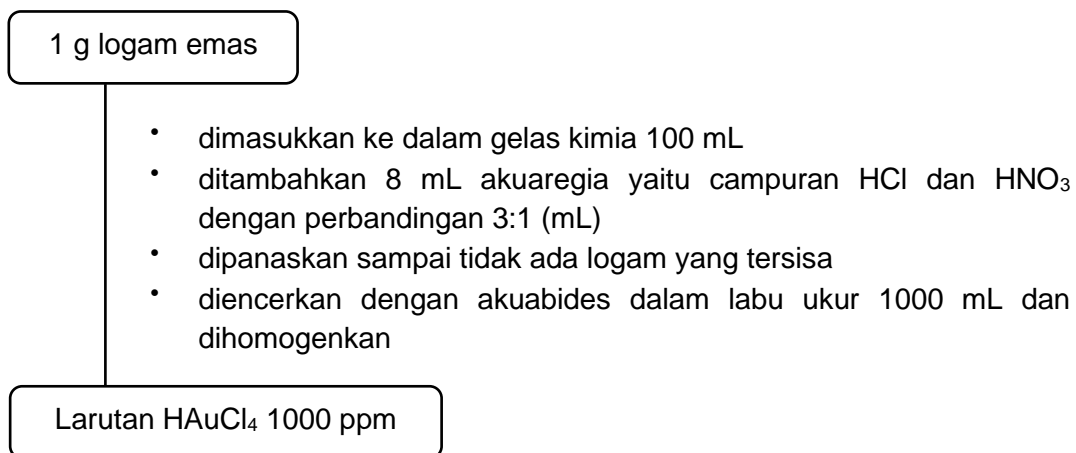 1 g logam emas
• dimasukkan ke dalam gelas kimia 100 mL
• ditambahkan 8 mL akuaregia yaitu campuran HCl dan HNO₃
dengan perbandingan 3:1 (mL)
• dipanaskan sampai tidak ada logam yang tersisa
• diencerkan dengan akuabides dalam labu ukur 1000 mL dan
dihomogenkan
Larutan HAuCl₄ 1000 ppm